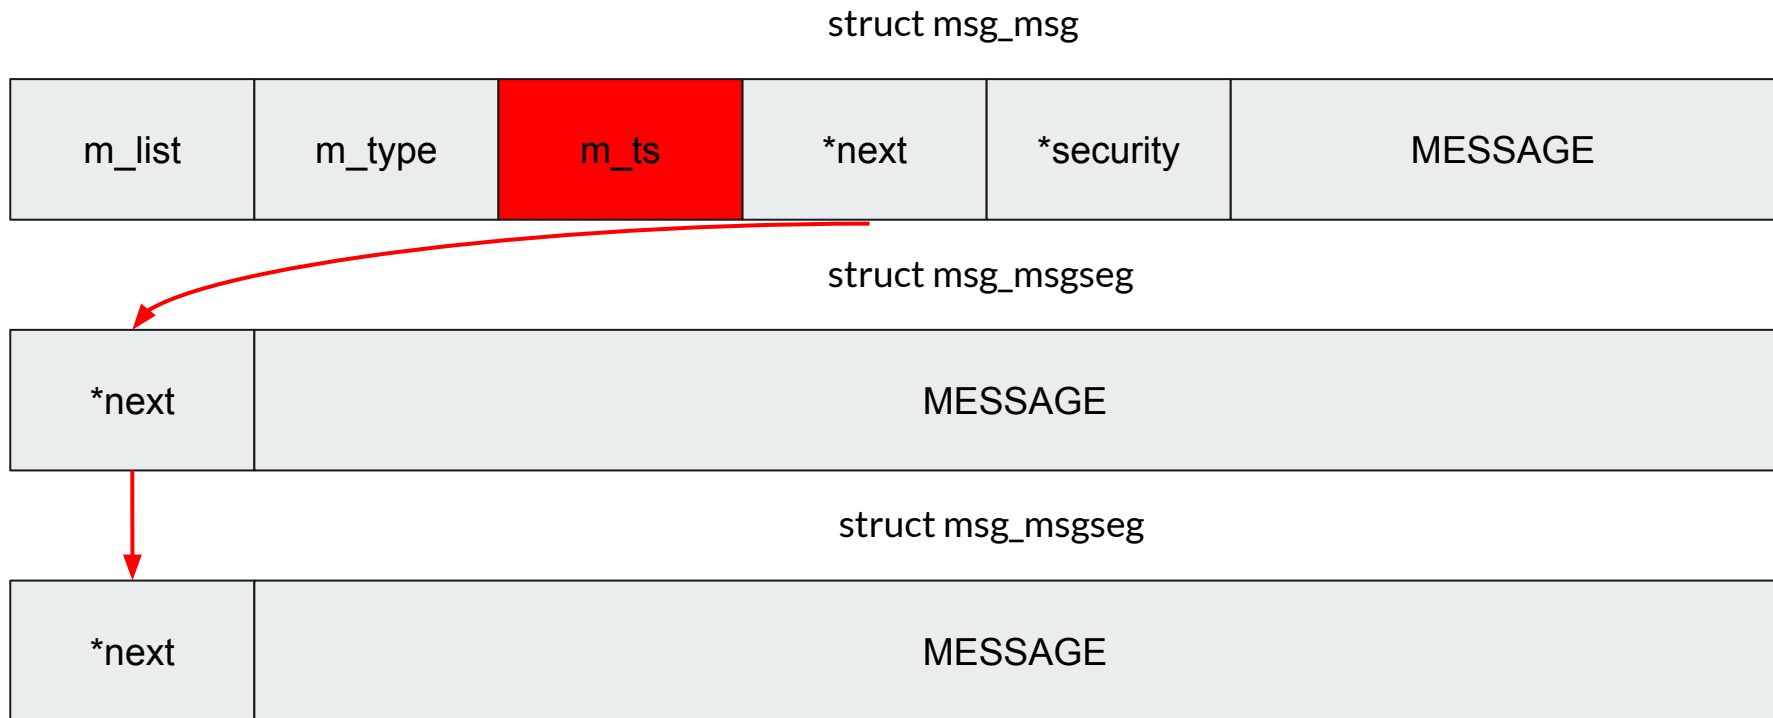 struct msg_msg
m_list m_type m_ts *next *security MESSAGE
struct msg_msgseg
*next MESSAGE
struct msg_msgseg
*next MESSAGE